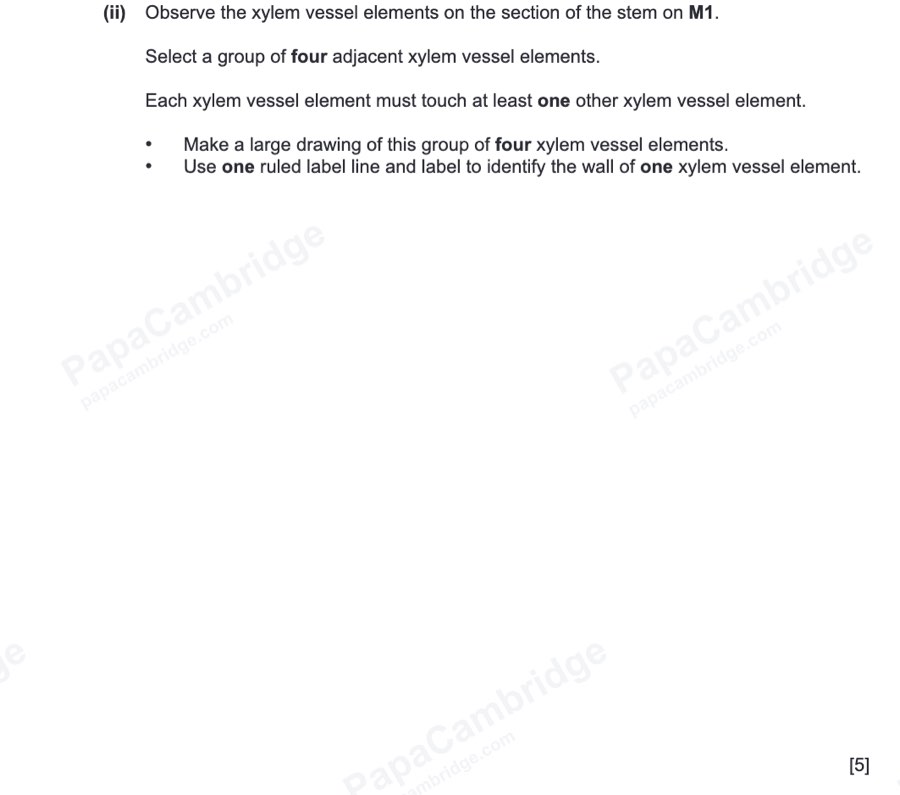 (ii) Observe the xylem vessel elements on the section of the stem on M1.
Select a group of four adjacent xylem vessel elements.
Each xylem vessel element must touch at least one other xylem vessel element.
• Make a large drawing of this group of four xylem vessel elements.
• Use one ruled label line and label to identify the wall of one xylem vessel element.
PapaCambridge
papacambridge.com
PapaCambridge
papacambridge.com
ge
PapaCambridge
ambridge.com
[5]